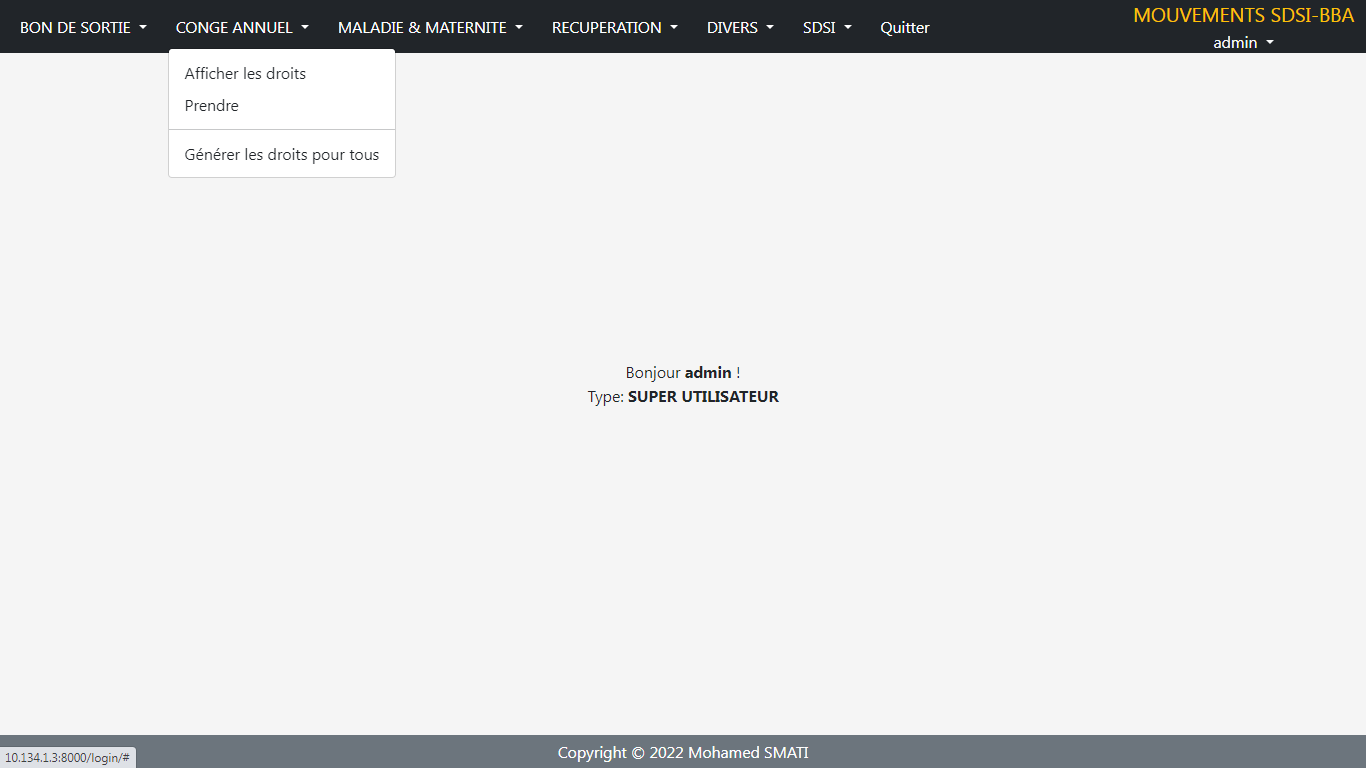 BON DE SORTIE CONGE ANNUEL MALADIE & MATERNITE RECUPERATION DIVERS SDSI Quitter
MOUVEMENTS SDSI-BBA
admin
Afficher les droits
Prendre
Générer les droits pour tous
Bonjour admin !
Type: SUPER UTILISATEUR
Copyright © 2022 Mohamed SMATI
10.134.1.3:8000/login/#